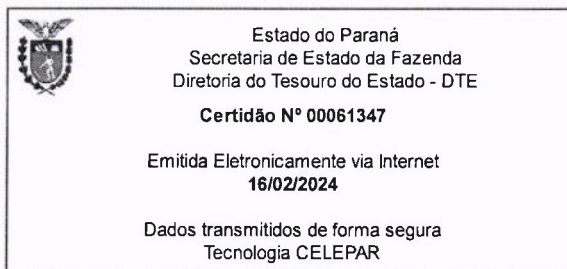 Estado do Paraná
Secretaria de Estado da Fazenda
Diretoria do Tesouro do Estado - DTE
Certidão Nº 00061347
Emitida Eletronicamente via Internet
16/02/2024
Dados transmitidos de forma segura
Tecnologia CELEPAR